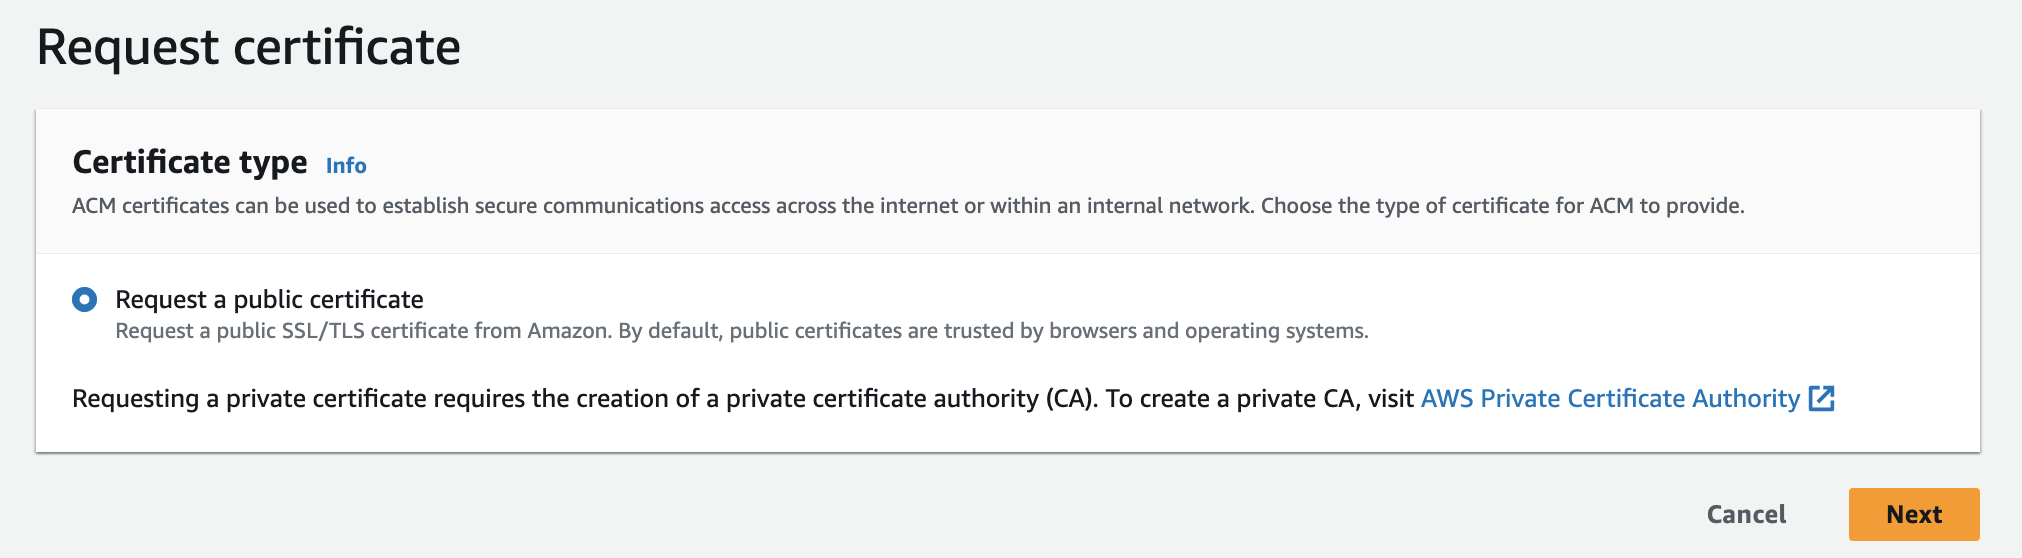 Request certificate
Certificate type Info
ACM certificates can be used to establish secure communications access across the internet or within an internal network. Choose the type of certificate for ACM to provide.
Request a public certificate
Request a public SSL/TLS certificate from Amazon. By default, public certificates are trusted by browsers and operating systems.
Requesting a private certificate requires the creation of a private certificate authority (CA). To create a private CA, visit AWS Private Certificate Authority
Cancel Next